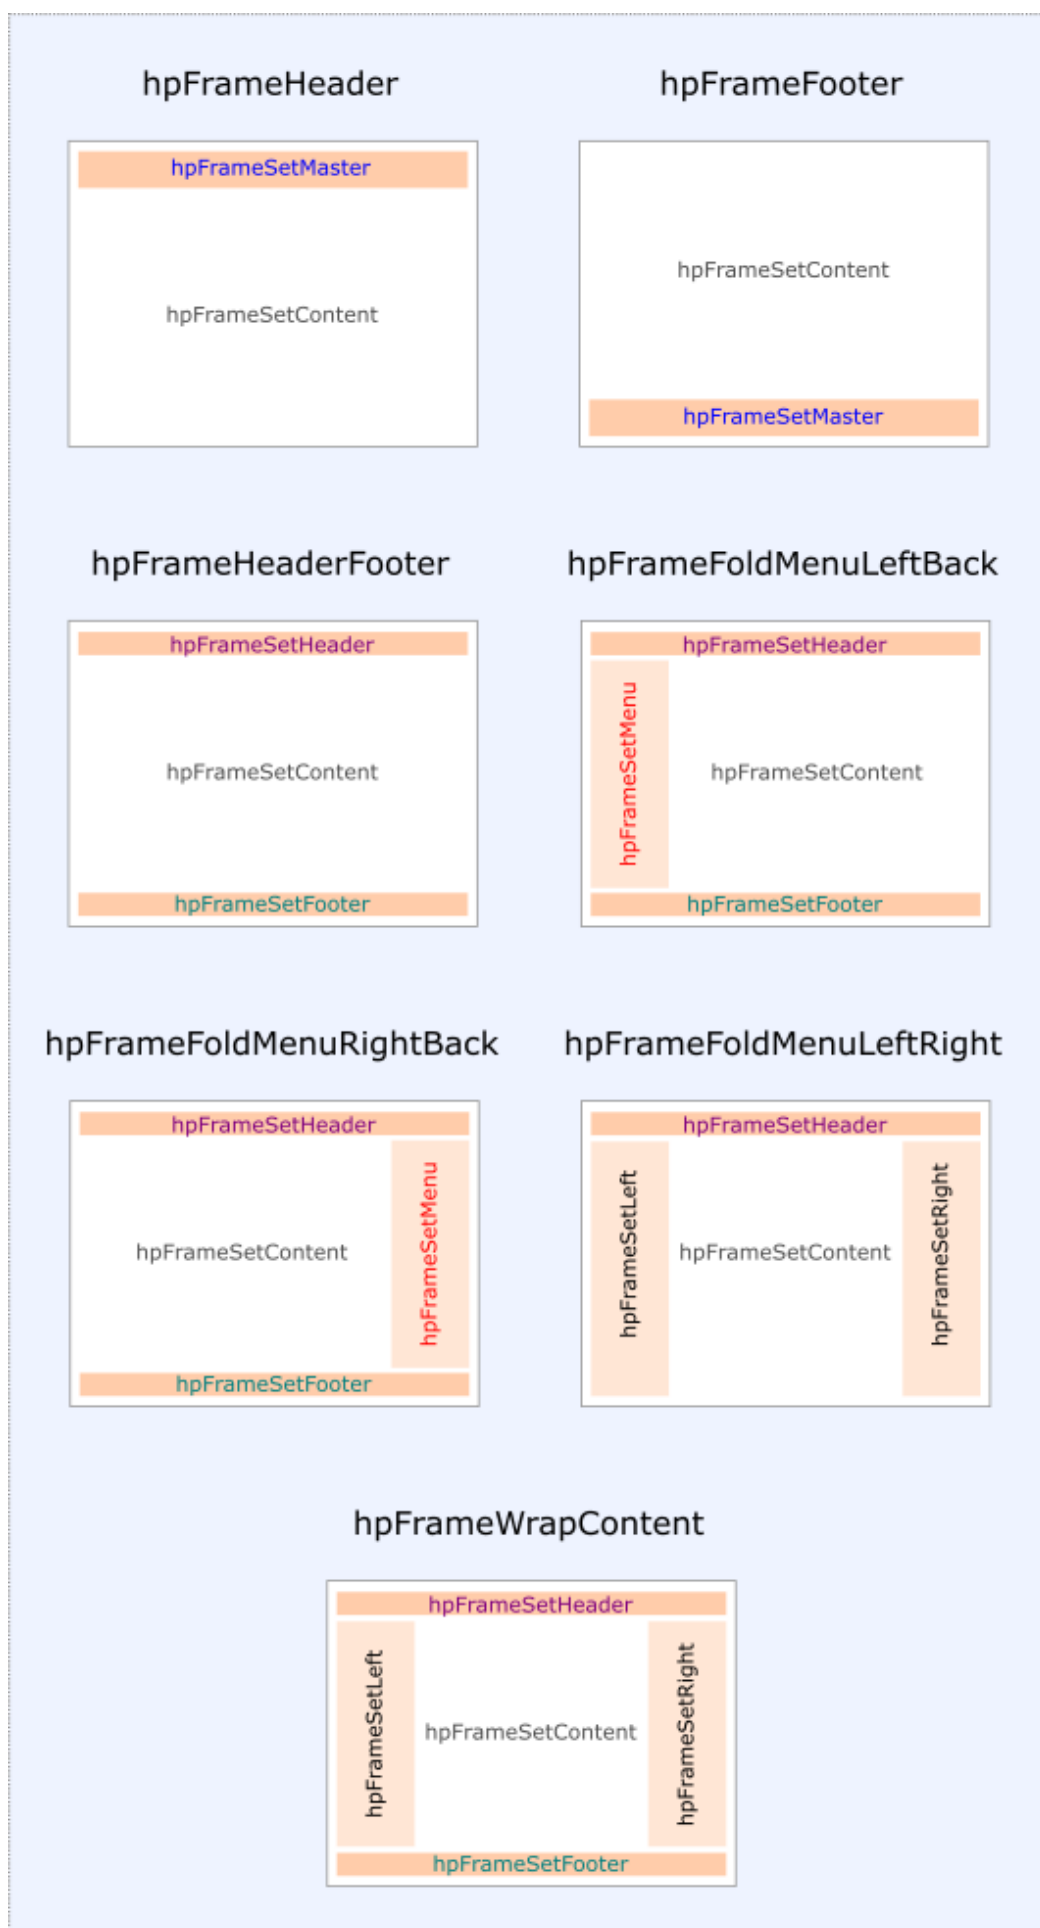 hpFrameHeader
hpFrameSetMaster
hpFrameSetContent
hpFrameFooter
hpFrameSetContent
hpFrameSetMaster
hpFrameHeaderFooter
hpFrameSetHeader
hpFrameSetContent
hpFrameSetFooter
hpFrameFoldMenuLeftBack
hpFrameSetHeader
hpFrameSetMenu
hpFrameSetContent
hpFrameSetFooter
hpFrameFoldMenuRightBack
hpFrameSetHeader
hpFrameSetContent
hpFrameSetMenu
hpFrameSetFooter
hpFrameFoldMenuLeftRight
hpFrameSetHeader
hpFrameSetLeft
hpFrameSetContent
hpFrameSetRight
hpFrameWrapContent
hpFrameSetHeader
hpFrameSetLeft
hpFrameSetContent
hpFrameSetRight
hpFrameSetFooter